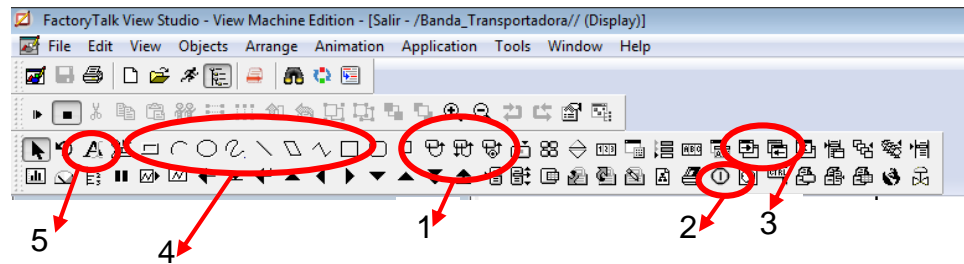 FactoryTalk View Studio - View Machine Edition - [Salir - /Banda_Transportadora// (Display)]
File Edit View Objects Arrange Animation Application Tools Window Help
5
4
1
2
3